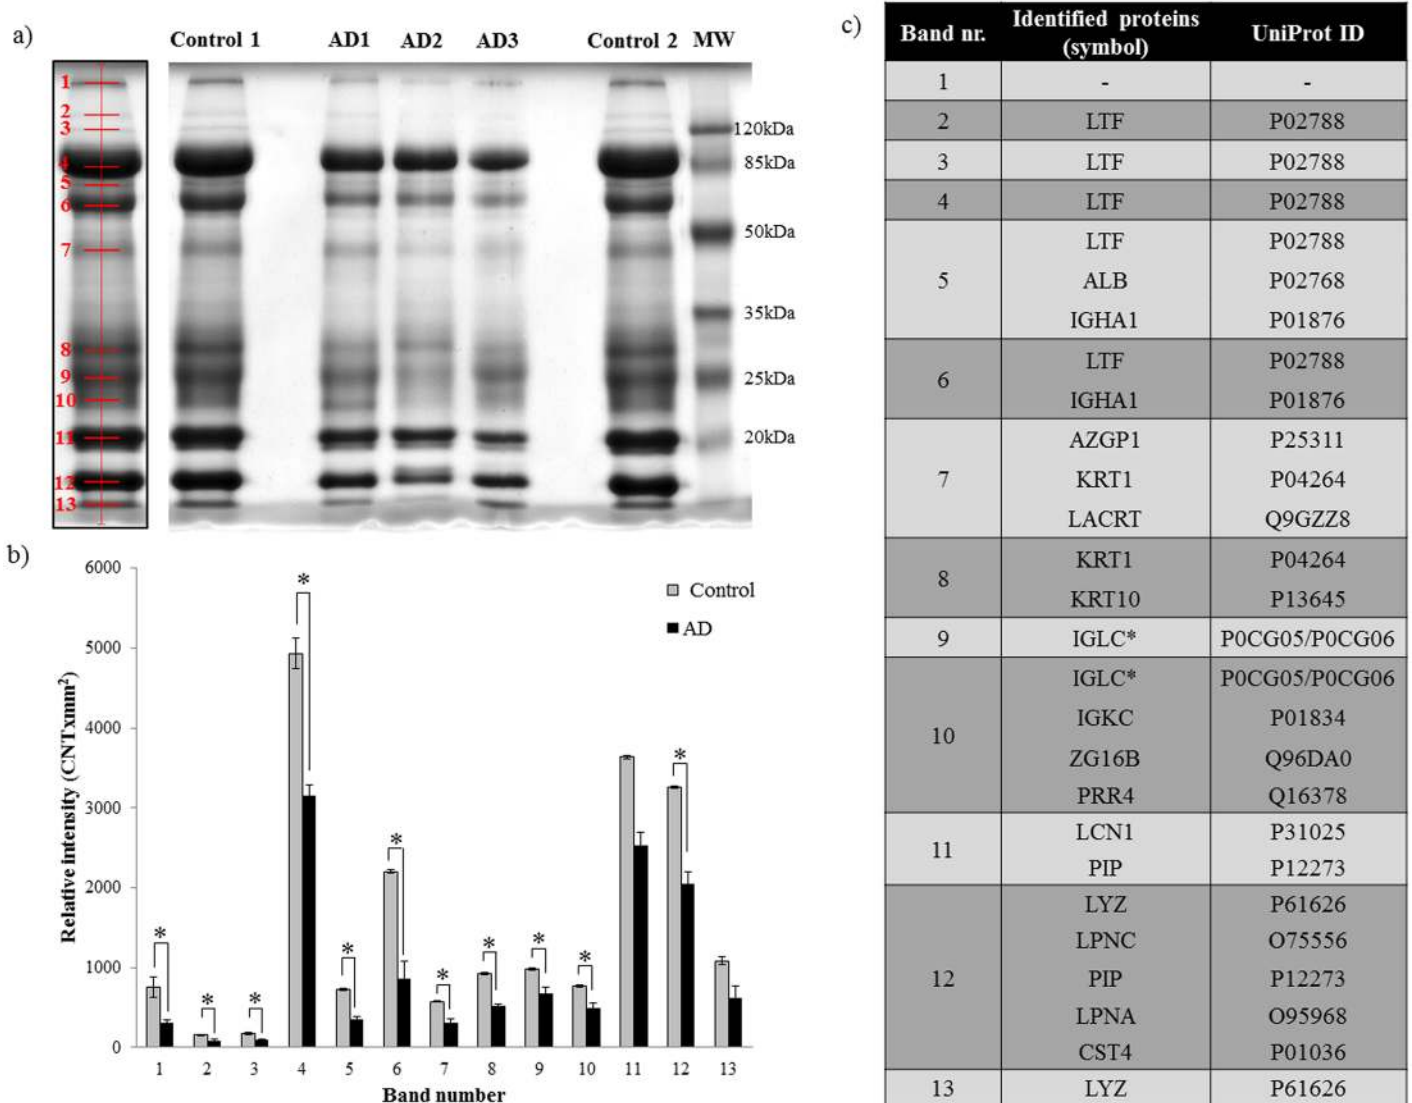 a)
Control 1 AD1 AD2 AD3 Control 2 MW
1
2
3
4
5
6
7
8
9
10
11
12
13
120kDa
85kDa
50kDa
35kDa
25kDa
20kDa
b)
Relative intensity (CNTxmm²)
6000
5000
4000
3000
2000
1000
0
Control
AD
* * * * * * * * * * *
1 2 3 4 5 6 7 8 9 10 11 12 13
Band number
c)
Band nr. Identified proteins (symbol) UniProt ID
1 - -
2 LTF P02788
3 LTF P02788
4 LTF P02788
5 LTF P02788
ALB P02768
IGHA1 P01876
6 LTF P02788
IGHA1 P01876
7 AZGP1 P25311
KRT1 P04264
LACRT Q9GZZ8
8 KRT1 P04264
KRT10 P13645
9 IGLC* P0CG05/P0CG06
10 IGLC* P0CG05/P0CG06
IGKC P01834
ZG16B Q96DA0
PRR4 Q16378
11 LCN1 P31025
PIP P12273
12 LYZ P61626
LPNC O75556
PIP P12273
LPNA O95968
CST4 P01036
13 LYZ P61626